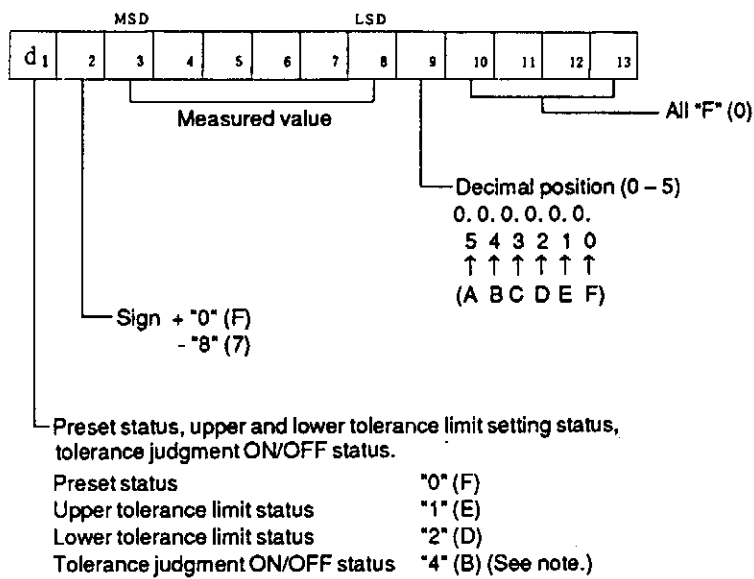 MSD LSD
d1 2 3 4 5 6 7 8 9 10 11 12 13
Measured value
All "F" (0)
Decimal position (0 – 5)
0. 0. 0. 0. 0. 0.
5 4 3 2 1 0
↑ ↑ ↑ ↑ ↑ ↑
(A B C D E F)
Sign + "0" (F)
- "8" (7)
Preset status, upper and lower tolerance limit setting status,
tolerance judgment ON/OFF status.
Preset status "0" (F)
Upper tolerance limit status "1" (E)
Lower tolerance limit status "2" (D)
Tolerance judgment ON/OFF status "4" (B) (See note.)